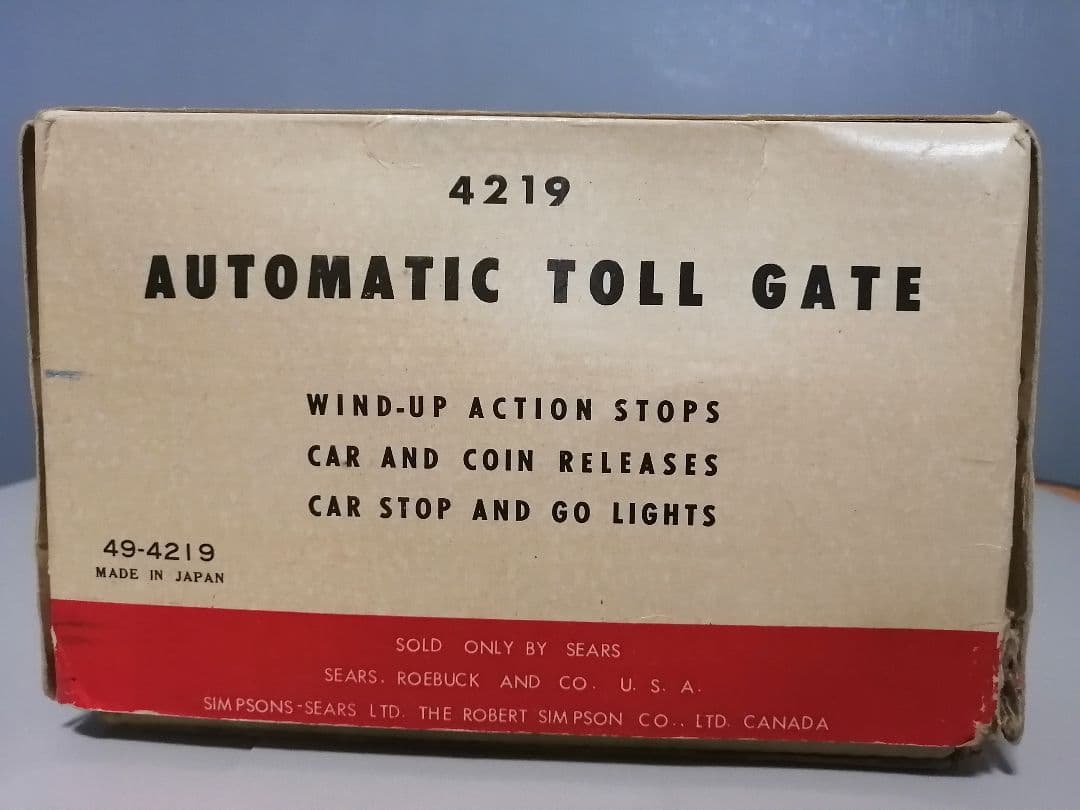 4219
AUTOMATIC TOLL GATE
WIND-UP ACTION STOPS
CAR AND COIN RELEASES
CAR STOP AND GO LIGHTS
49-4219
MADE IN JAPAN
SOLD ONLY BY SEARS
SEARS. ROEBUCK AND CO. U. S. A.
SIMPSONS-SEARS LTD. THE ROBERT SIMPSON CO.. LTD. CANADA